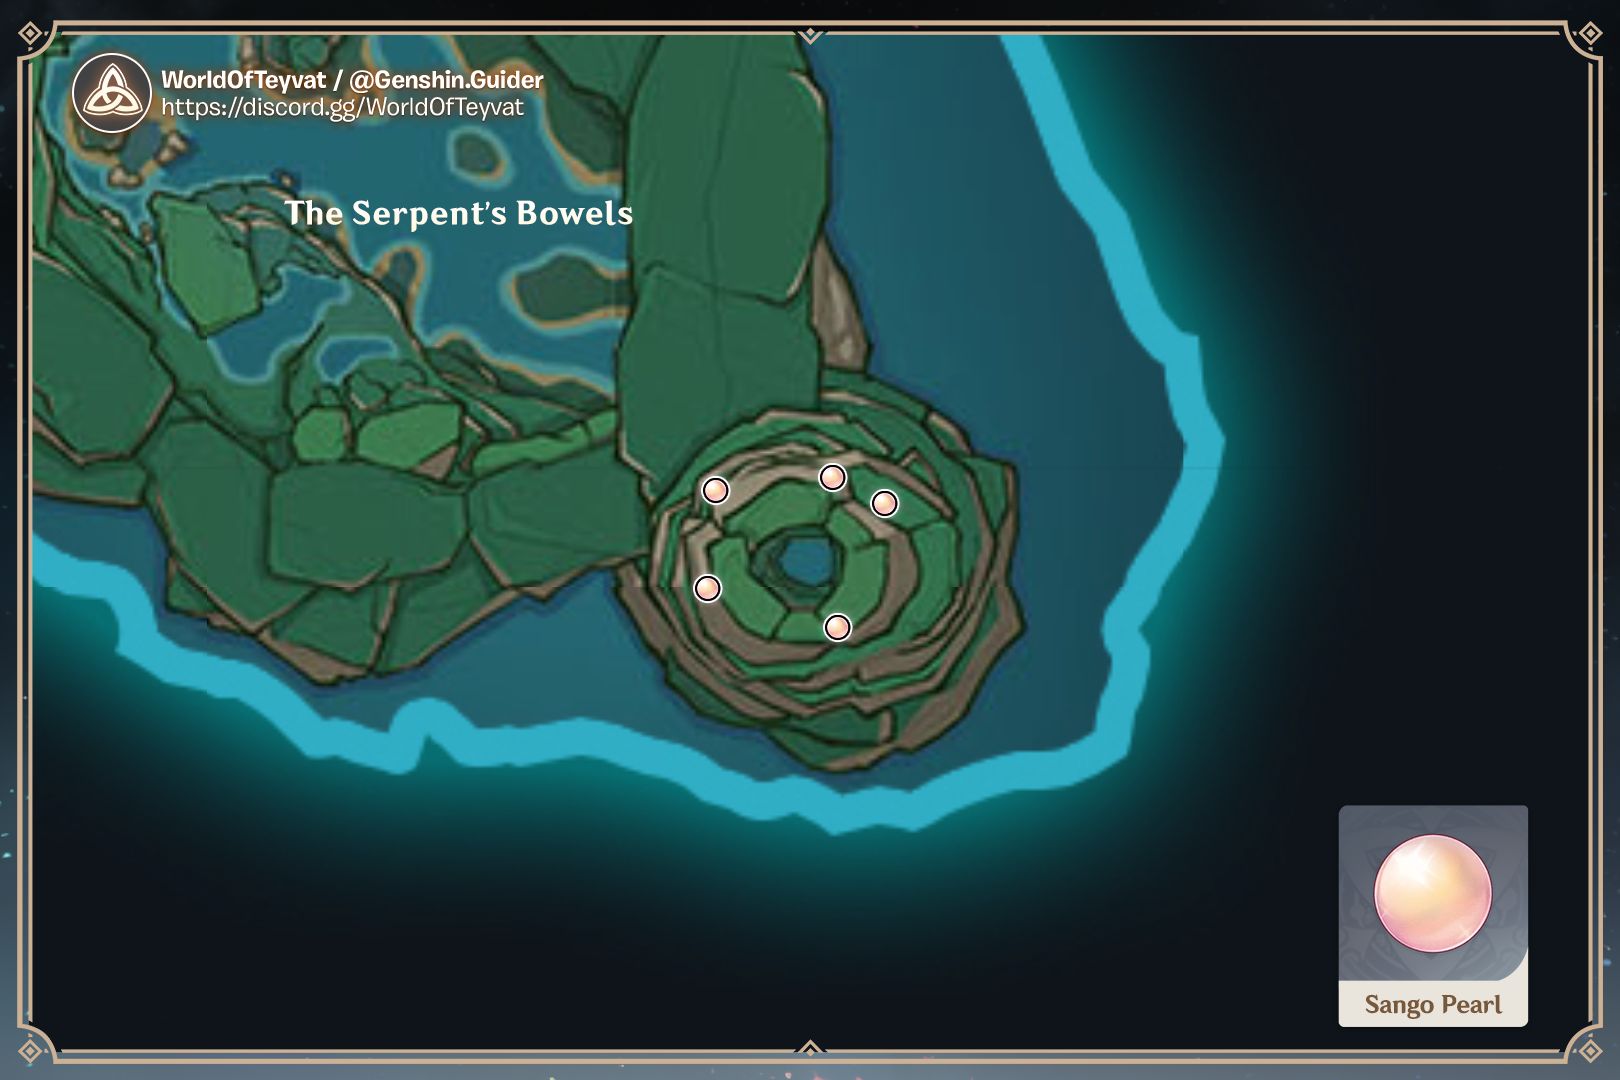 WorldOfTeyvat / @Genshin.Guider
https://discord.gg/WorldOfTeyvat
The Serpent's Bowels
Sango Pearl